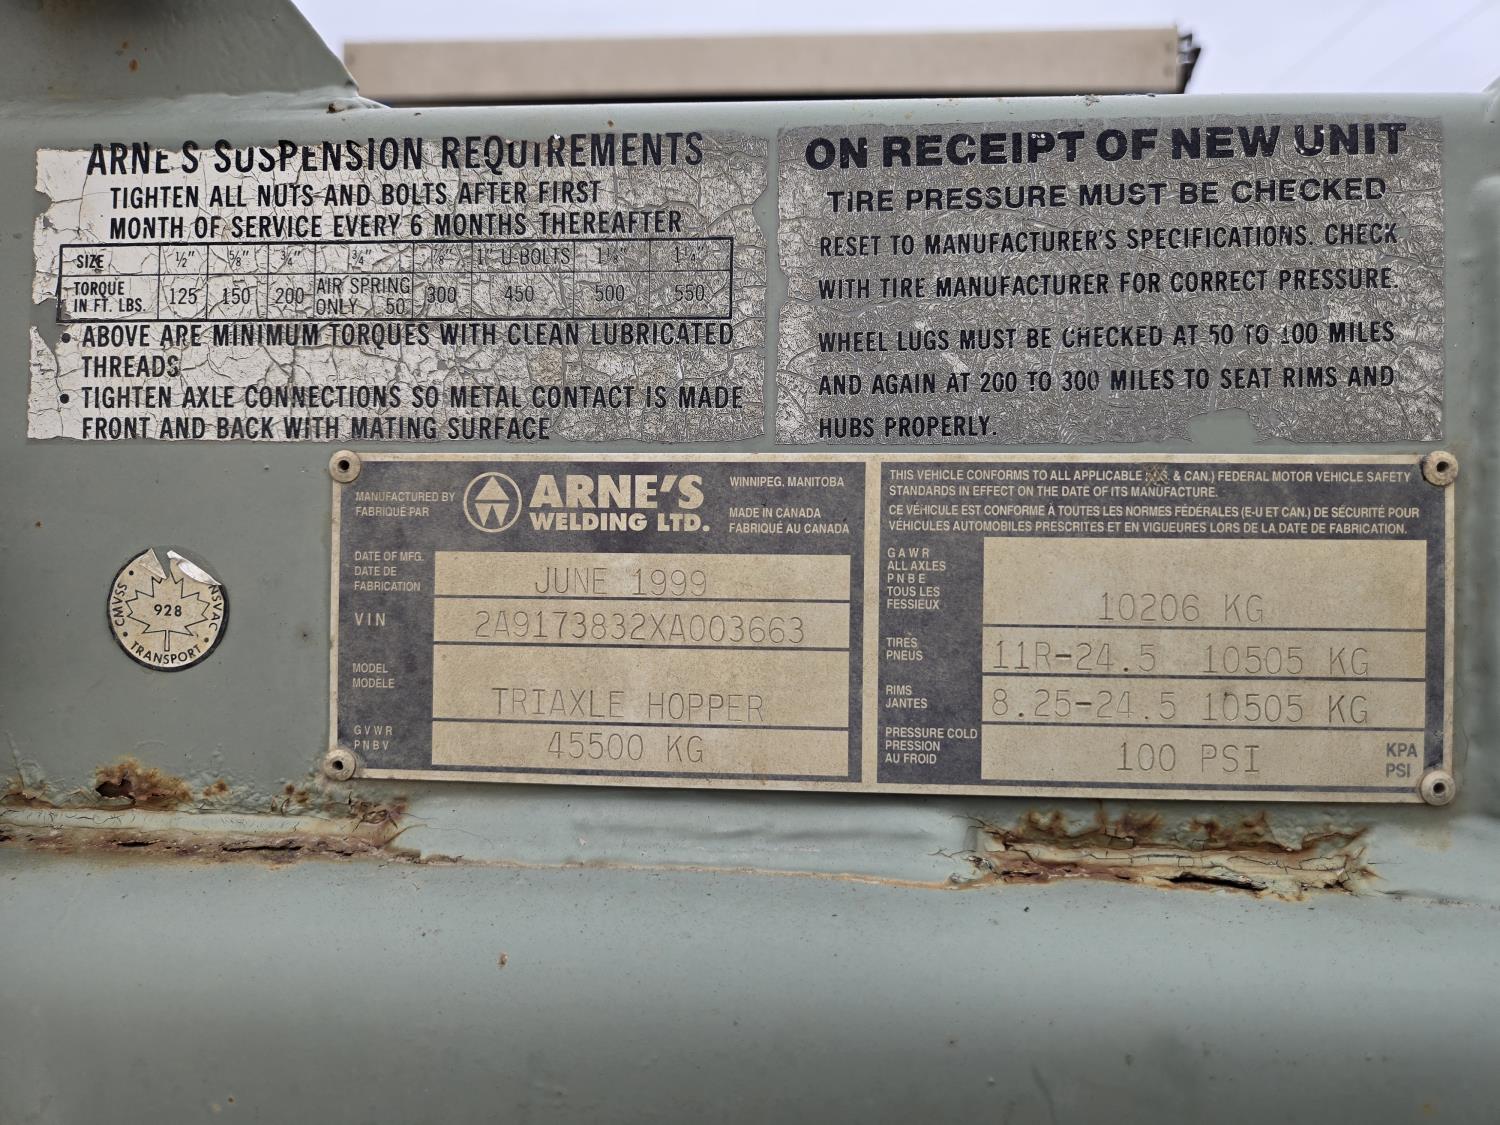 ARNE'S SUSPENSION REQUIREMENTS
TIGHTEN ALL NUTS AND BOLTS AFTER FIRST
MONTH OF SERVICE EVERY 6 MONTHS THEREAFTER
SIZE 1/2" 5/8" 3/4" 3/4" 7/8" 1" U-BOLTS 1 1/8" 1 1/4"
TORQUE IN FT. LBS. 125 150 200 AIR SPRING ONLY 50 300 450 500 550
• ABOVE ARE MINIMUM TORQUES WITH CLEAN LUBRICATED
THREADS
• TIGHTEN AXLE CONNECTIONS SO METAL CONTACT IS MADE
FRONT AND BACK WITH MATING SURFACE
ON RECEIPT OF NEW UNIT
TIRE PRESSURE MUST BE CHECKED
RESET TO MANUFACTURER'S SPECIFICATIONS. CHECK
WITH TIRE MANUFACTURER FOR CORRECT PRESSURE.
WHEEL LUGS MUST BE CHECKED AT 50 TO 100 MILES
AND AGAIN AT 200 TO 300 MILES TO SEAT RIMS AND
HUBS PROPERLY.
CMVSS NSVAC
928
TRANSPORT
MANUFACTURED BY
FABRIQUÉ PAR
ARNE'S
WELDING LTD.
WINNIPEG, MANITOBA
MADE IN CANADA
FABRIQUÉ AU CANADA
DATE OF MFG.
DATE DE
FABRICATION
JUNE 1999
VIN
2A9173832XA003663
MODEL
MODÈLE
TRIAXLE HOPPER
GVWR
PNBV
45500 KG
THIS VEHICLE CONFORMS TO ALL APPLICABLE & CAN.) FEDERAL MOTOR VEHICLE SAFETY
STANDARDS IN EFFECT ON THE DATE OF ITS MANUFACTURE.
CE VÉHICULE EST CONFORME À TOUTES LES NORMES FÉDÉRALES (E-U ET CAN.) DE SÉCURITÉ POUR
VÉHICULES AUTOMOBILES PRESCRITES ET EN VIGUEURES LORS DE LA DATE DE FABRICATION.
GAWR
ALL AXLES
PNBE
TOUS LES
FESSIEUX
10206 KG
TIRES
PNEUS
11R-24.5 10505 KG
RIMS
JANTES
8.25-24.5 10505 KG
PRESSURE COLD
PRESSION
AU FROID
100 PSI
KPA
PSI